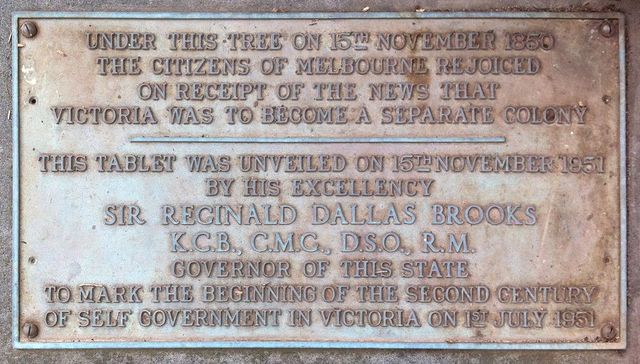 UNDER THIS TREE ON 15TH NOVEMBER 1850
THE CITIZENS OF MELBOURNE REJOICED
ON RECEIPT OF THE NEWS THAT
VICTORIA WAS TO BECOME A SEPARATE COLONY
THIS TABLET WAS UNVEILED ON 15TH NOVEMBER 1951
BY HIS EXCELLENCY
SIR REGINALD DALLAS BROOKS
K.C.B., C.M.G., D.S.O., R.M.
GOVERNOR OF THIS STATE
TO MARK THE BEGINNING OF THE SECOND CENTURY
OF SELF GOVERNMENT IN VICTORIA ON 1ST JULY 1951